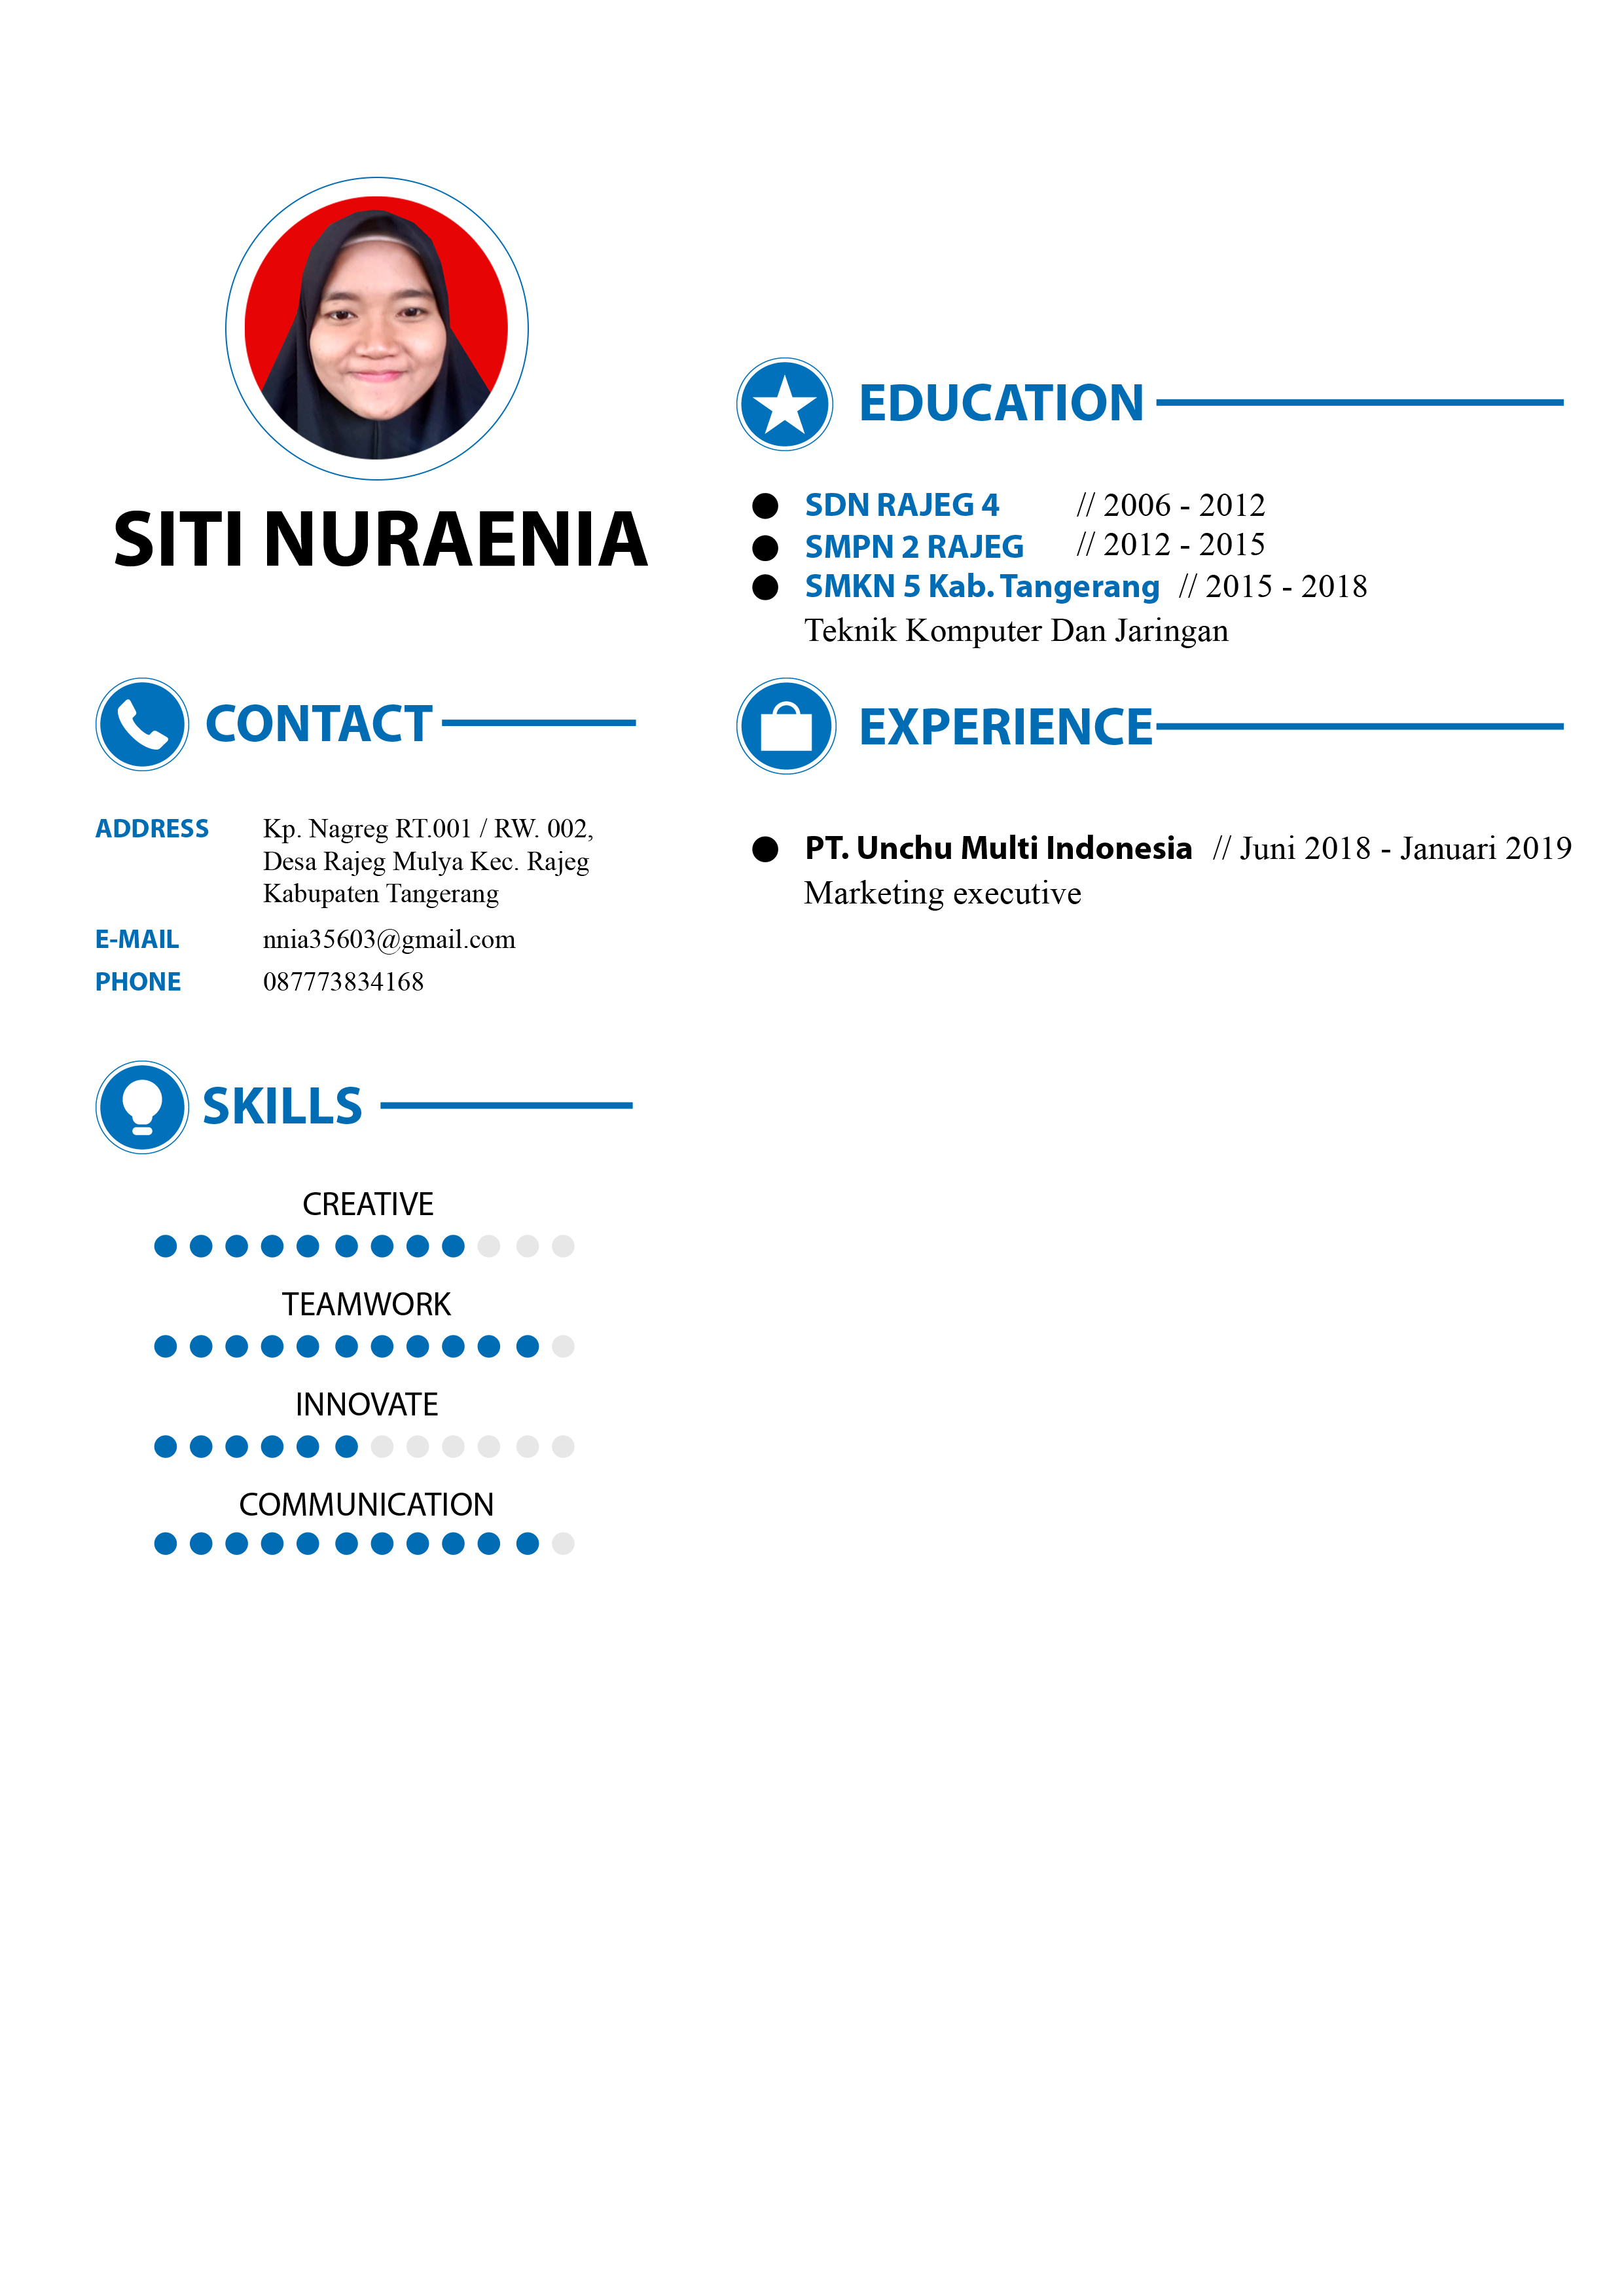 SITI NURAENIA
CONTACT
ADDRESS Kp. Nagreg RT.001 / RW. 002,
Desa Rajeg Mulya Kec. Rajeg
Kabupaten Tangerang
E-MAIL nnia35603@gmail.com
PHONE 087773834168
SKILLS
CREATIVE
TEAMWORK
INNOVATE
COMMUNICATION
EDUCATION
SDN RAJEG 4 // 2006 - 2012
SMPN 2 RAJEG // 2012 - 2015
SMKN 5 Kab. Tangerang // 2015 - 2018
Teknik Komputer Dan Jaringan
EXPERIENCE
PT. Unchu Multi Indonesia // Juni 2018 - Januari 2019
Marketing executive